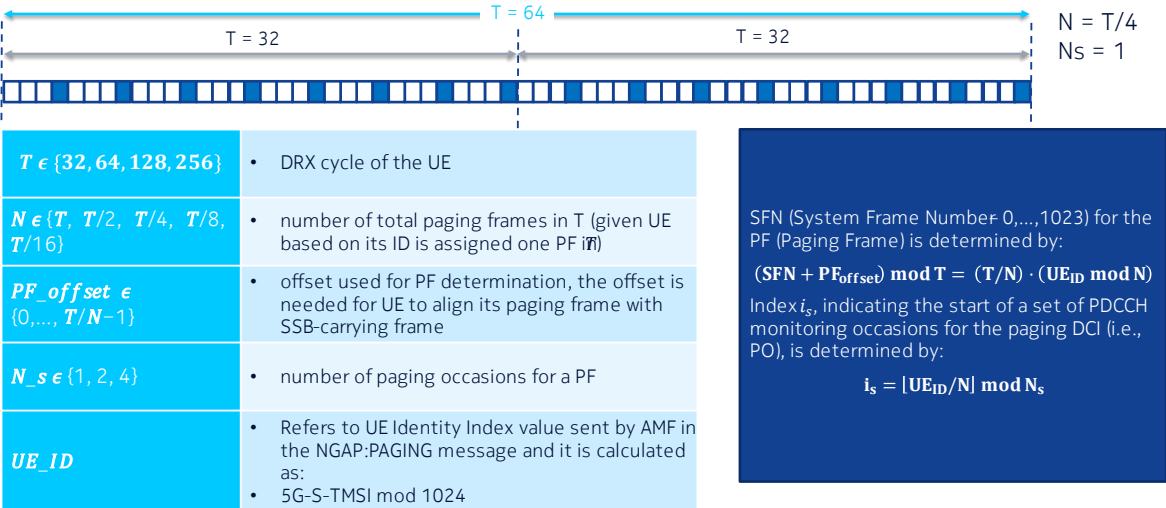 T = 64
T = 32
T = 32
N = T/4
Ns = 1
T ϵ {32, 64, 128, 256}
• DRX cycle of the UE
N ϵ {T, T/2, T/4, T/8,
T/16}
• number of total paging frames in T (given UE
based on its ID is assigned one PF in T)
PF_offset ϵ
{0,..., T/N−1}
• offset used for PF determination, the offset is
needed for UE to align its paging frame with
SSB-carrying frame
N_s ϵ {1, 2, 4}
• number of paging occasions for a PF
UE_ID
• Refers to UE Identity Index value sent by AMF in
the NGAP:PAGING message and it is calculated
as:
• 5G-S-TMSI mod 1024
SFN (System Frame Number- 0,...,1023) for the
PF (Paging Frame) is determined by:
(SFN + PF_offset) mod T = (T/N) · (UE_ID mod N)
Index i_s, indicating the start of a set of PDCCH
monitoring occasions for the paging DCI (i.e.,
PO), is determined by:
i_s = ⌊UE_ID/N⌋ mod N_s